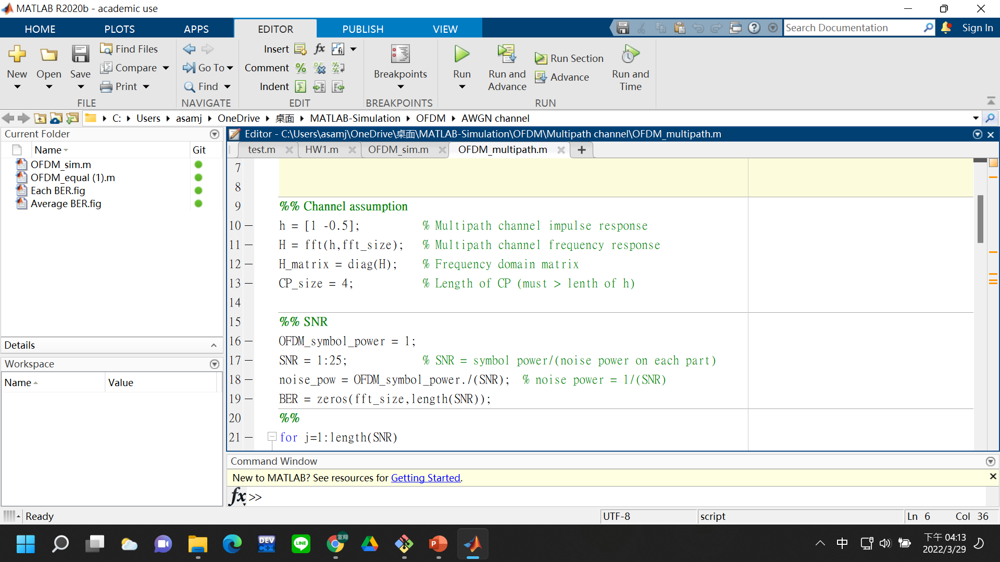 MATLAB R2020b - academic use
HOME PLOTS APPS EDITOR PUBLISH VIEW
Search Documentation
Sign In
New
Open
Save
Find Files
Compare
Print
FILE
Go To
Find
NAVIGATE
Insert fx
Comment
Indent
EDIT
Breakpoints
BREAKPOINTS
Run
Run and Advance
Run Section
Advance
Run and Time
RUN
C: Users asamj OneDrive 桌面 MATLAB-Simulation OFDM AWGN channel
Current Folder
Name Git
OFDM_sim.m
OFDM_equal (1).m
Each BER.fig
Average BER.fig
Details
Workspace
Name Value
Editor - C:\Users\asamj\OneDrive\桌面\MATLAB-Simulation\OFDM\Multipath channel\OFDM_multipath.m
test.m HW1.m OFDM_sim.m OFDM_multipath.m
7
8
9 %% Channel assumption
10 h = [1 -0.5]; % Multipath channel impulse response
11 H = fft(h,fft_size); % Multipath channel frequency response
12 H_matrix = diag(H); % Frequency domain matrix
13 CP_size = 4; % Length of CP (must > lenth of h)
14
15 %% SNR
16 OFDM_symbol_power = 1;
17 SNR = 1:25; % SNR = symbol power/(noise power on each part)
18 noise_pow = OFDM_symbol_power./(SNR); % noise power = 1/(SNR)
19 BER = zeros(fft_size,length(SNR));
20 %%
21 for j=1:length(SNR)
Command Window
New to MATLAB? See resources for Getting Started.
fx >>
Ready
UTF-8
script
Ln 6 Col 36
DEV C++
LINE
宣翔
P
中
下午 04:13
2022/3/29